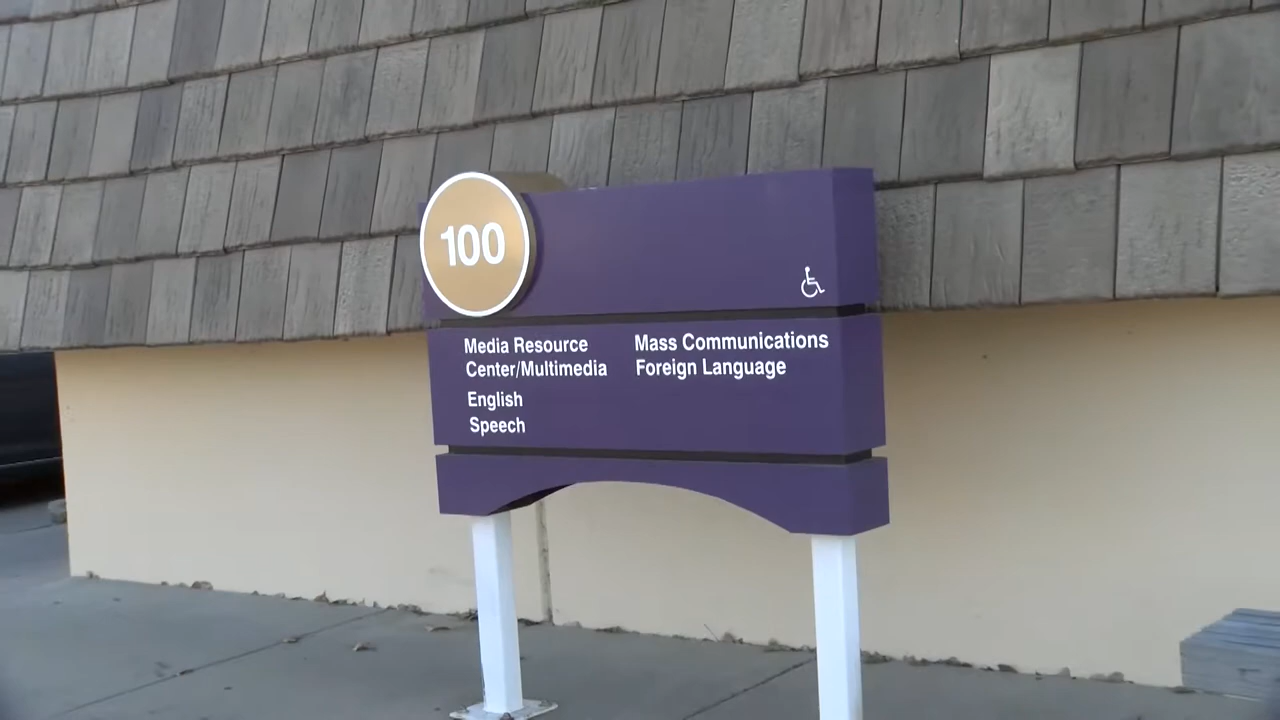 100
Media Resource
Center/Multimedia
English
Speech
Mass Communications
Foreign Language